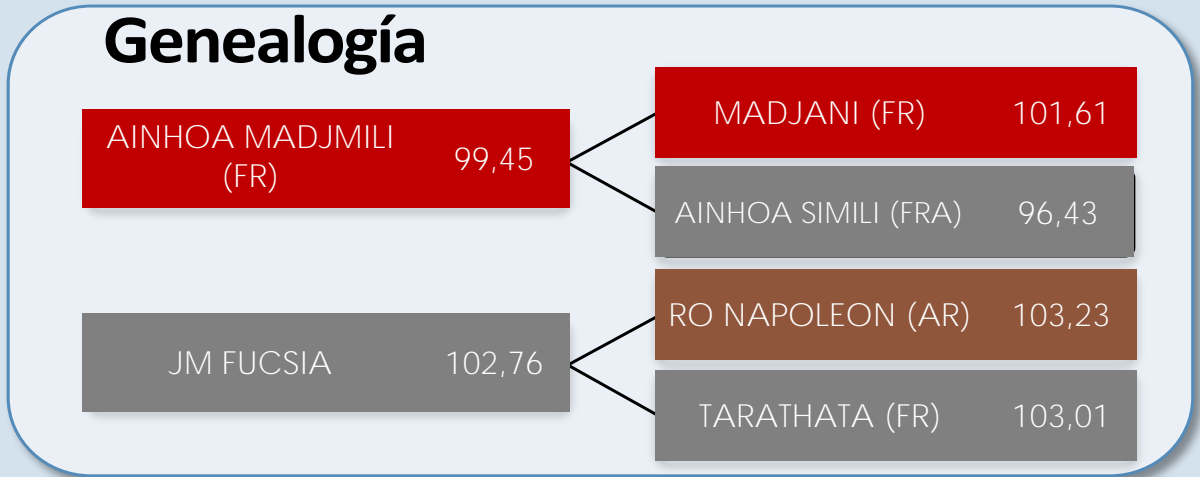 Genealogía
AINHOA MADJMILI
(FR)
99,45
MADJANI (FR) 101,61
AINHOA SIMILI (FRA) 96,43
JM FUCSIA 102,76
RO NAPOLEON (AR) 103,23
TARATHATA (FR) 103,01